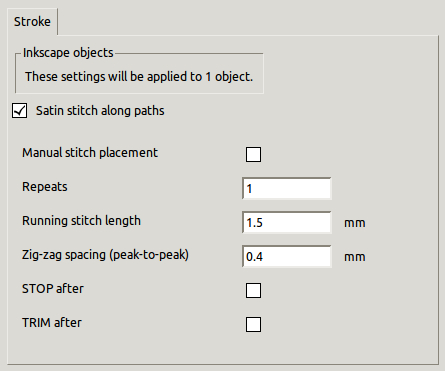 Stroke
Inkscape objects
These settings will be applied to 1 object.
Satin stitch along paths
Manual stitch placement
Repeats 1
Running stitch length 1.5 mm
Zig-zag spacing (peak-to-peak) 0.4 mm
STOP after
TRIM after